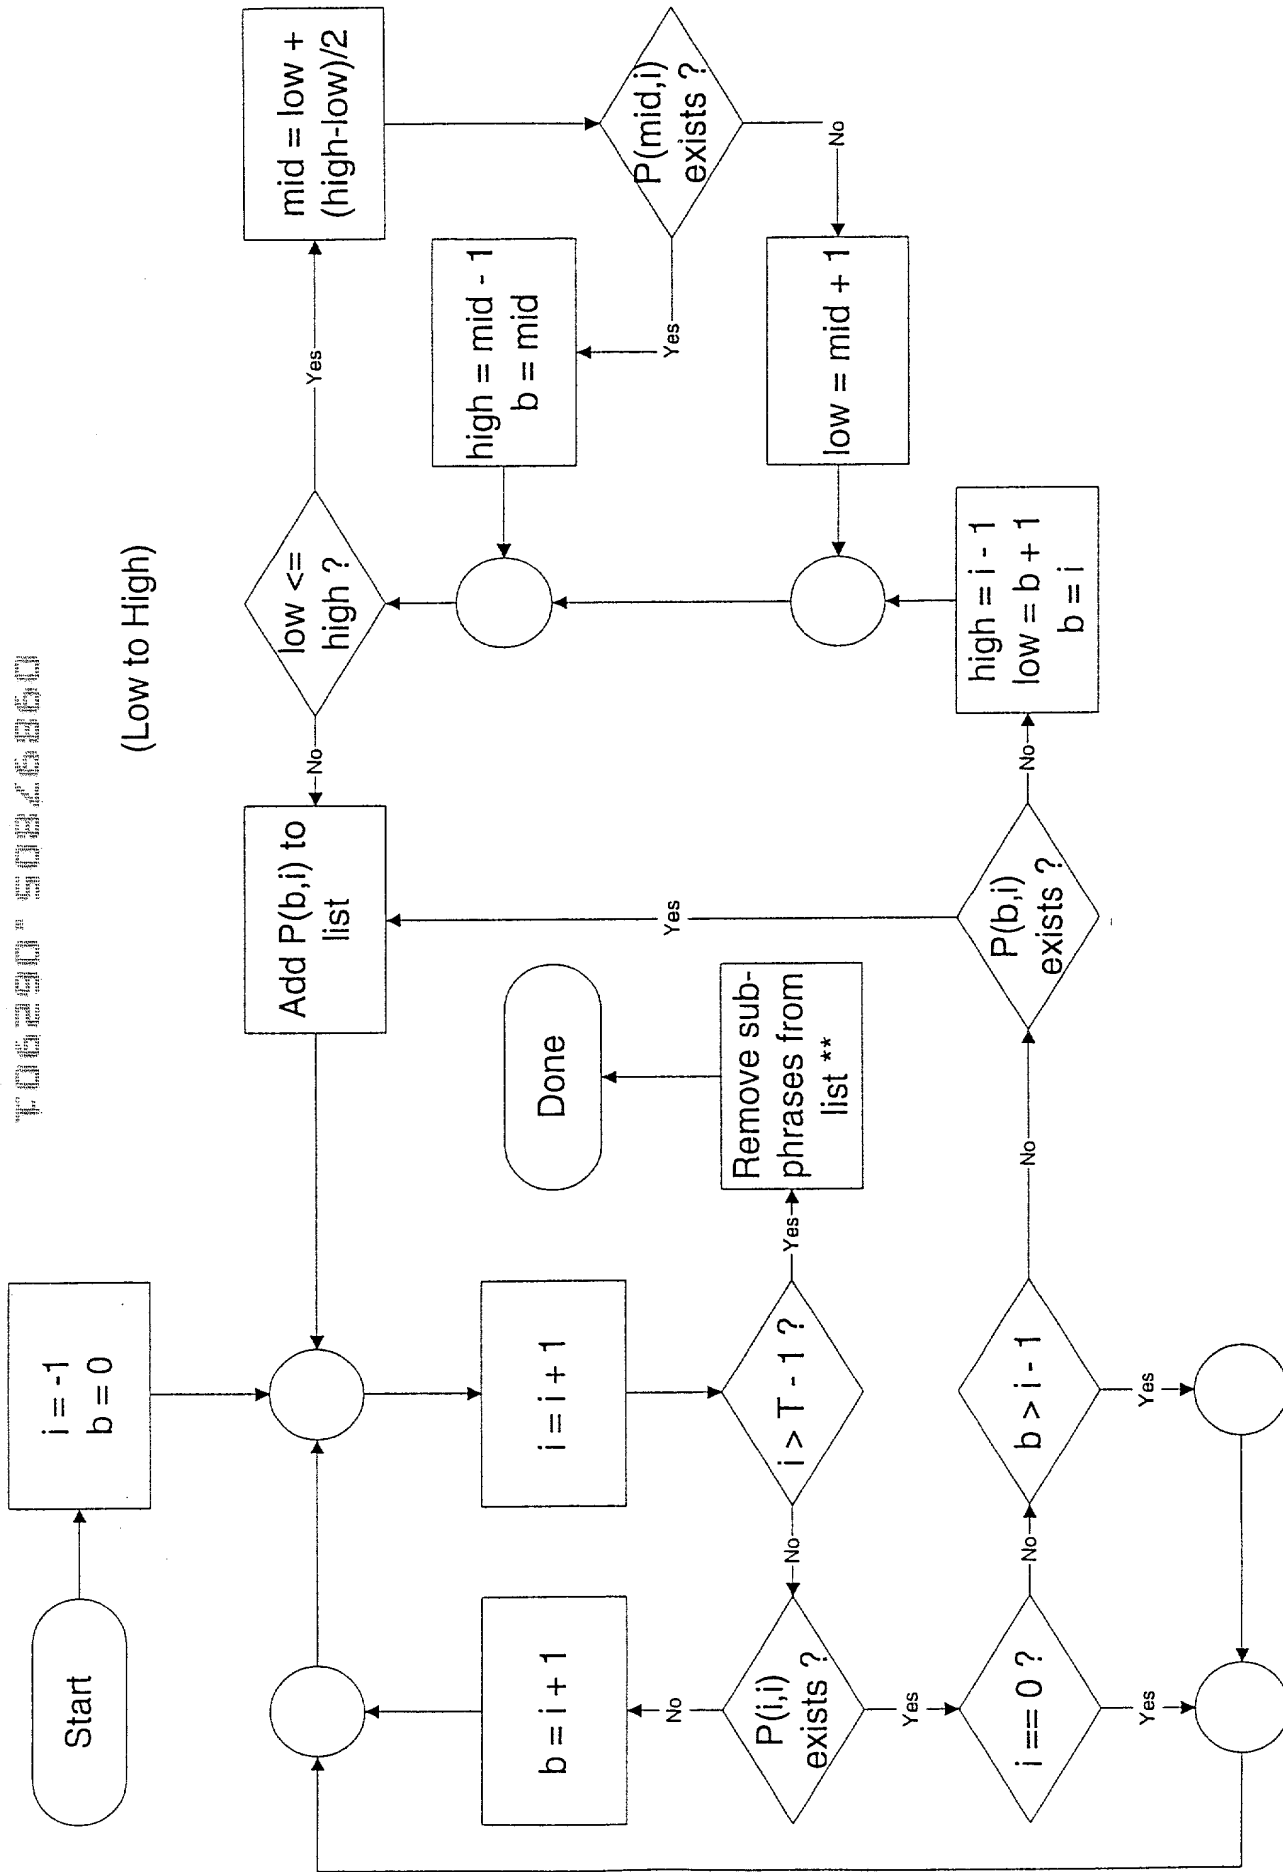 (Low to High)
Start
i = -1
b = 0
i = i + 1
i > T - 1 ?
Yes
Remove sub-
phrases from
list **
Done
No
P(i,i)
exists ?
No
b = i + 1
Yes
i == 0 ?
Yes
No
b > i - 1
Yes
No
P(b,i)
exists ?
Yes
Add P(b,i) to
list
No
high = i - 1
low = b + 1
b = i
low <=
high ?
No
Yes
mid = low +
(high-low)/2
P(mid,i)
exists ?
Yes
high = mid - 1
b = mid
No
low = mid + 1